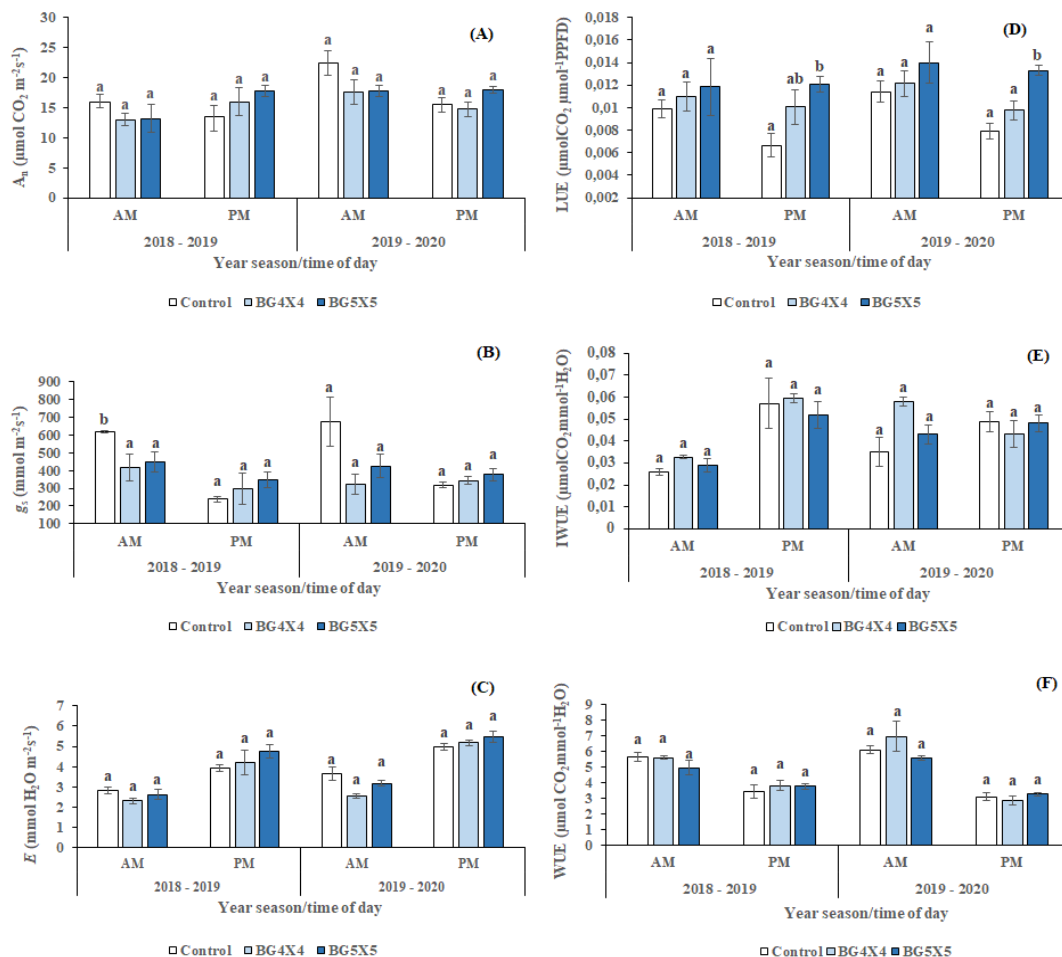 (A)
Aₙ (µmol CO₂ m⁻²s⁻¹)
30
25
20
15
10
5
0
a a a a a a a a a a a a
AM PM AM PM
2018 - 2019 2019 - 2020
Year season/time of day
Control BG4X4 BG5X5
(D)
LUE (µmolCO₂ µmol⁻¹PPFD)
0,018
0,016
0,014
0,012
0,010
0,008
0,006
0,004
0,002
a a a a ab b a a a a a b
AM PM AM PM
2018 - 2019 2019 - 2020
Year season/time of day
Control BG4X4 BG5X5
(B)
gₛ (mmol m⁻²s⁻¹)
900
800
700
600
500
400
300
200
100
b a a a a a a a a a a a
AM PM AM PM
2018 - 2019 2019 - 2020
Year season/time of day
Control BG4X4 BG5X5
(E)
IWUE (µmolCO₂mmol⁻¹H₂O)
0,08
0,07
0,06
0,05
0,04
0,03
0,02
0,01
0
a a a a a a a a a a a a
AM PM AM PM
2018 - 2019 2019 - 2020
Year season/time of day
Control BG4X4 BG5X5
(C)
E (mmol H₂O m⁻²s⁻¹)
7
6
5
4
3
2
1
0
a a a a a a a a a a a a
AM PM AM PM
2018 - 2019 2019 - 2020
Year season/time of day
Control BG4X4 BG5X5
(F)
WUE (µmol CO₂mmol⁻¹H₂O)
9
8
7
6
5
4
3
2
1
0
a a a a a a a a a a a a
AM PM AM PM
2018 - 2019 2019 - 2020
Year season/time of day
Control BG4X4 BG5X5